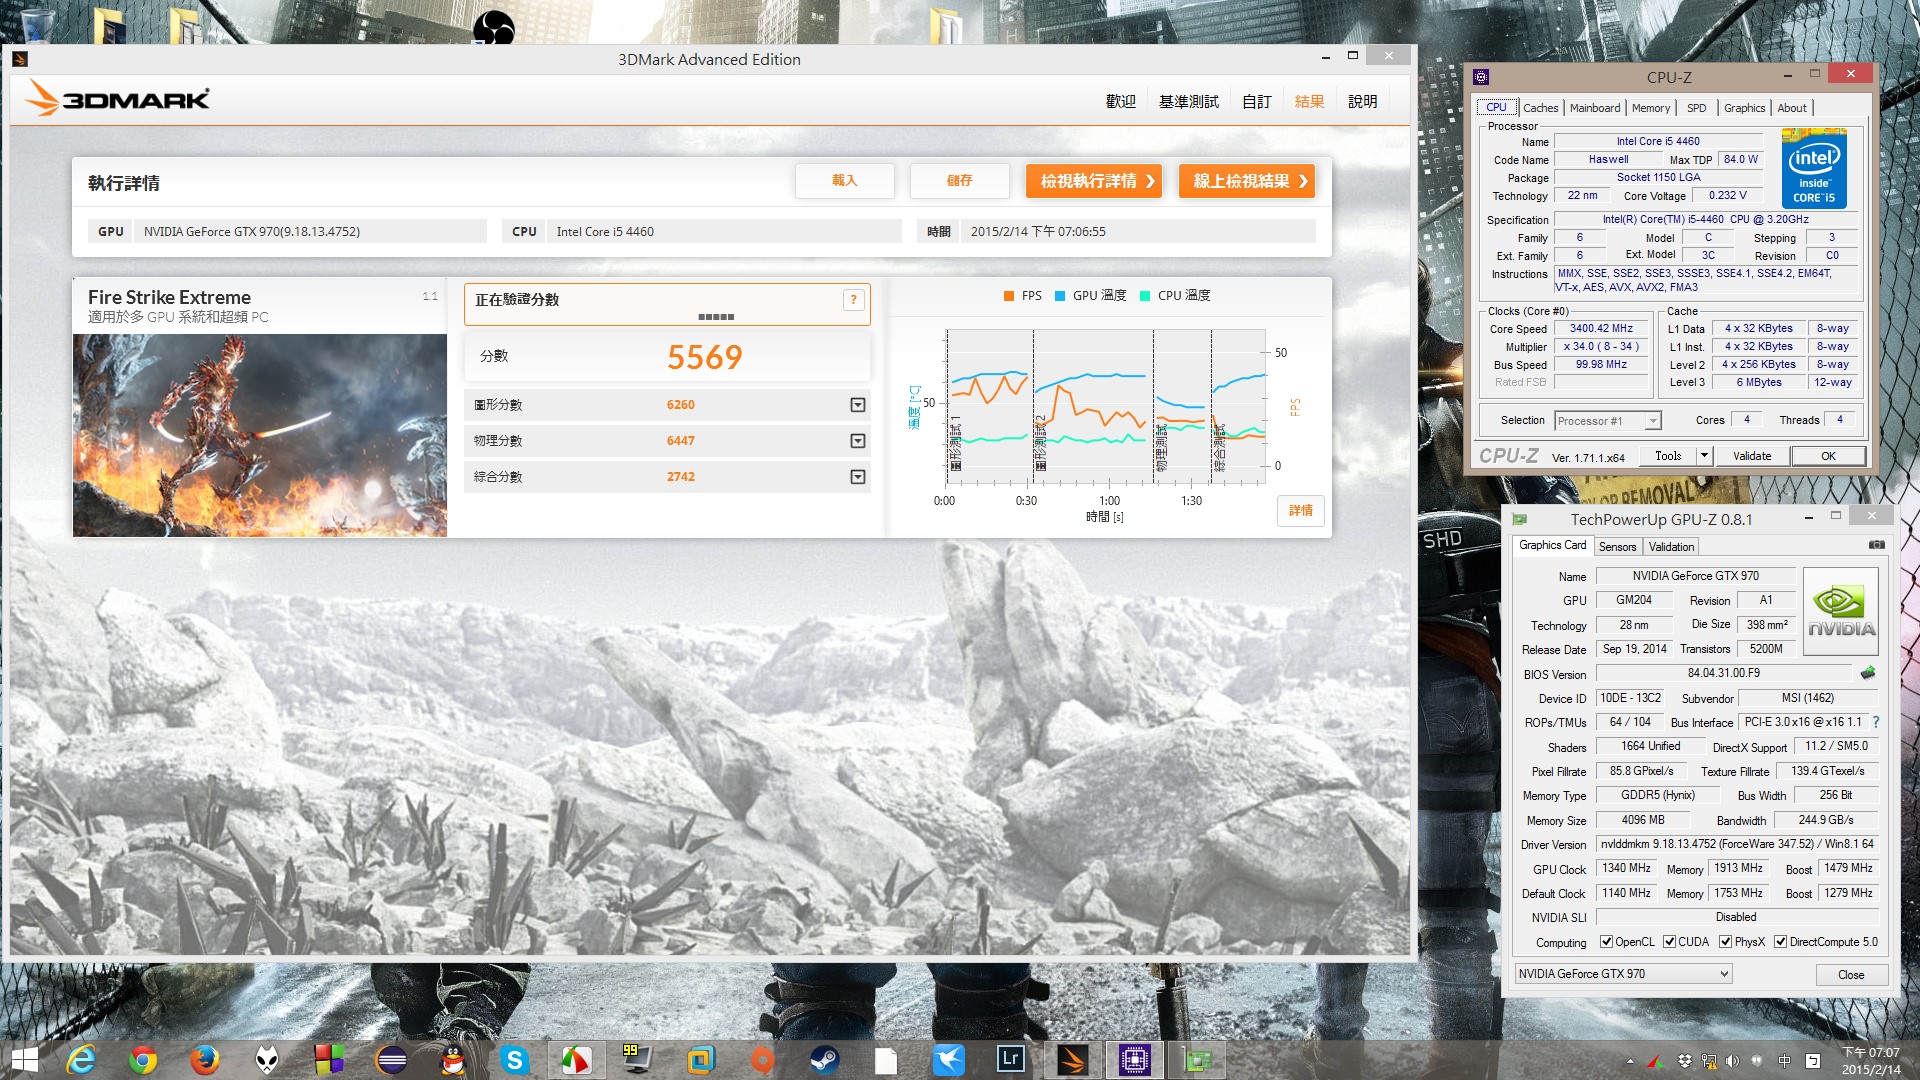 3DMark Advanced Edition
3DMARK
歡迎 基準測試 自訂 結果 說明
執行詳情 載入 儲存 檢視執行詳情 線上檢視結果
GPU NVIDIA GeForce GTX 970(9.18.13.4752) CPU Intel Core i5 4460 時間 2015/2/14 下午 07:06:55
Fire Strike Extreme 1.1
適用於多 GPU 系統和超頻 PC
正在驗證分數 ?
分數 5569
圖形分數 6260
物理分數 6447
綜合分數 2742
FPS GPU 溫度 CPU 溫度
溫度 [°C]
50
圖形測試 1
圖形測試 2
物理測試
綜合測試
50
0
FPS
0:00 0:30 1:00 1:30
時間 [s]
詳情
CPU-Z
CPU Caches Mainboard Memory SPD Graphics About
Processor
Name Intel Core i5 4460
Code Name Haswell Max TDP 84.0 W
Package Socket 1150 LGA
Technology 22 nm Core Voltage 0.232 V
intel inside CORE i5
Specification Intel(R) Core(TM) i5-4460 CPU @ 3.20GHz
Family 6 Model C Stepping 3
Ext. Family 6 Ext. Model 3C Revision C0
Instructions MMX, SSE, SSE2, SSE3, SSSE3, SSE4.1, SSE4.2, EM64T,
VT-x, AES, AVX, AVX2, FMA3
Clocks (Core #0)
Core Speed 3400.42 MHz
Multiplier x 34.0 ( 8 - 34 )
Bus Speed 99.98 MHz
Rated FSB
Cache
L1 Data 4 x 32 KBytes 8-way
L1 Inst. 4 x 32 KBytes 8-way
Level 2 4 x 256 KBytes 8-way
Level 3 6 MBytes 12-way
Selection Processor #1 Cores 4 Threads 4
CPU-Z Ver. 1.71.1.x64 Tools Validate OK
OR REMOVAL
SHD
TechPowerUp GPU-Z 0.8.1
Graphics Card Sensors Validation
Name NVIDIA GeForce GTX 970
GPU GM204 Revision A1
Technology 28 nm Die Size 398 mm²
Release Date Sep 19, 2014 Transistors 5200M
NVIDIA
BIOS Version 84.04.31.00.F9
Device ID 10DE - 13C2 Subvendor MSI (1462)
ROPs/TMUs 64 / 104 Bus Interface PCI-E 3.0 x16 @ x16 1.1 ?
Shaders 1664 Unified DirectX Support 11.2 / SM5.0
Pixel Fillrate 85.8 GPixel/s Texture Fillrate 139.4 GTexel/s
Memory Type GDDR5 (Hynix) Bus Width 256 Bit
Memory Size 4096 MB Bandwidth 244.9 GB/s
Driver Version nvlddmkm 9.18.13.4752 (ForceWare 347.52) / Win8.1 64
GPU Clock 1340 MHz Memory 1913 MHz Boost 1479 MHz
Default Clock 1140 MHz Memory 1753 MHz Boost 1279 MHz
NVIDIA SLI Disabled
Computing OpenCL CUDA PhysX DirectCompute 5.0
NVIDIA GeForce GTX 970 Close
99
Lr
中
下午 07:07
2015/2/14